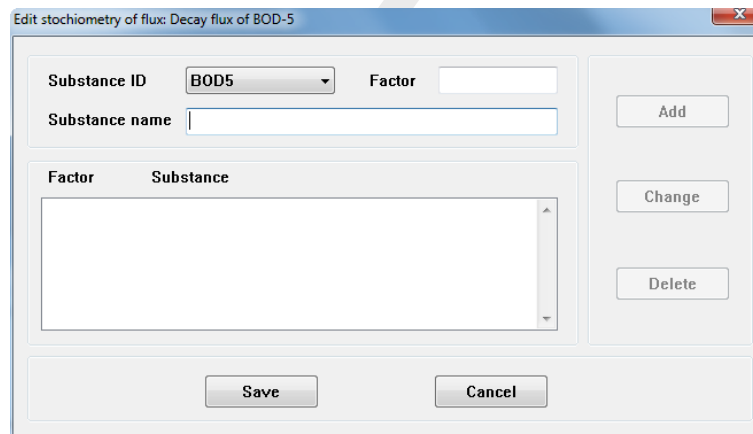 Edit stochiometry of flux: Decay flux of BOD-5
Substance ID BOD5 Factor
Substance name
Add
Factor Substance
Change
Delete
Save Cancel